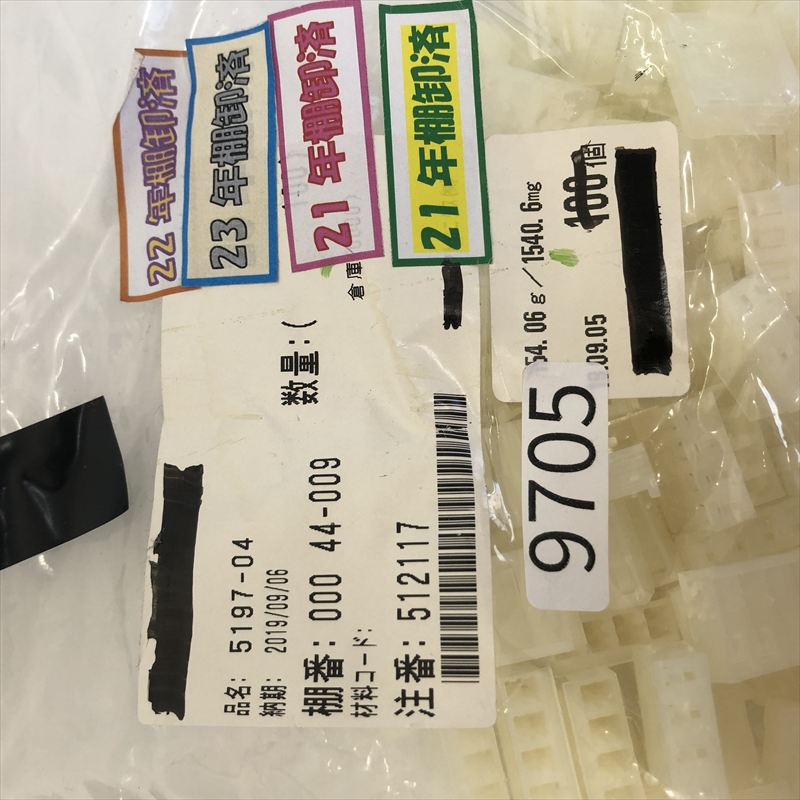 22 年棚卸済
23 年棚卸済
21 年棚卸済
21 年棚卸済
品名: 5197-04
納期: 2019/09/06
棚番: 000 44-009
材料コード:
注番: 512117
数量: (
倉庫
54.06g/1540.6mg
100個
.09.05
9705